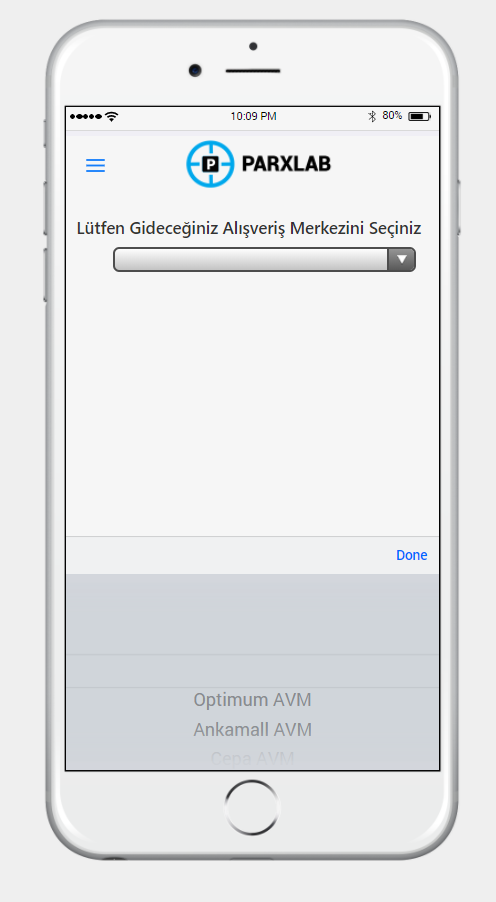 10:09 PM
80%
P PARXLAB
Lütfen Gideceğiniz Alışveriş Merkezini Seçiniz
Done
Optimum AVM
Ankamall AVM
Cepa AVM